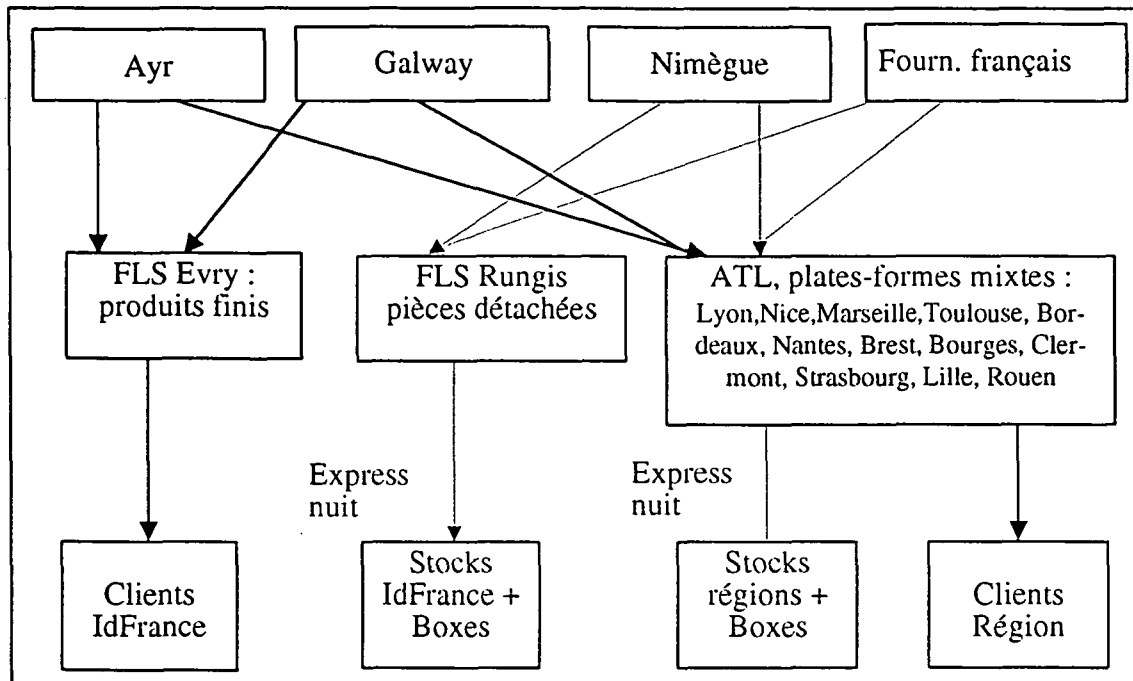 Ayr
Galway
Nimègue
Fourn. français
FLS Evry :
produits finis
FLS Rungis
pièces détachées
ATL, plates-formes mixtes :
Lyon,Nice,Marseille,Toulouse, Bor-
deaux, Nantes, Brest, Bourges, Cler-
mont, Strasbourg, Lille, Rouen
Express
nuit
Express
nuit
Clients
IdFrance
Stocks
IdFrance +
Boxes
Stocks
régions +
Boxes
Clients
Région